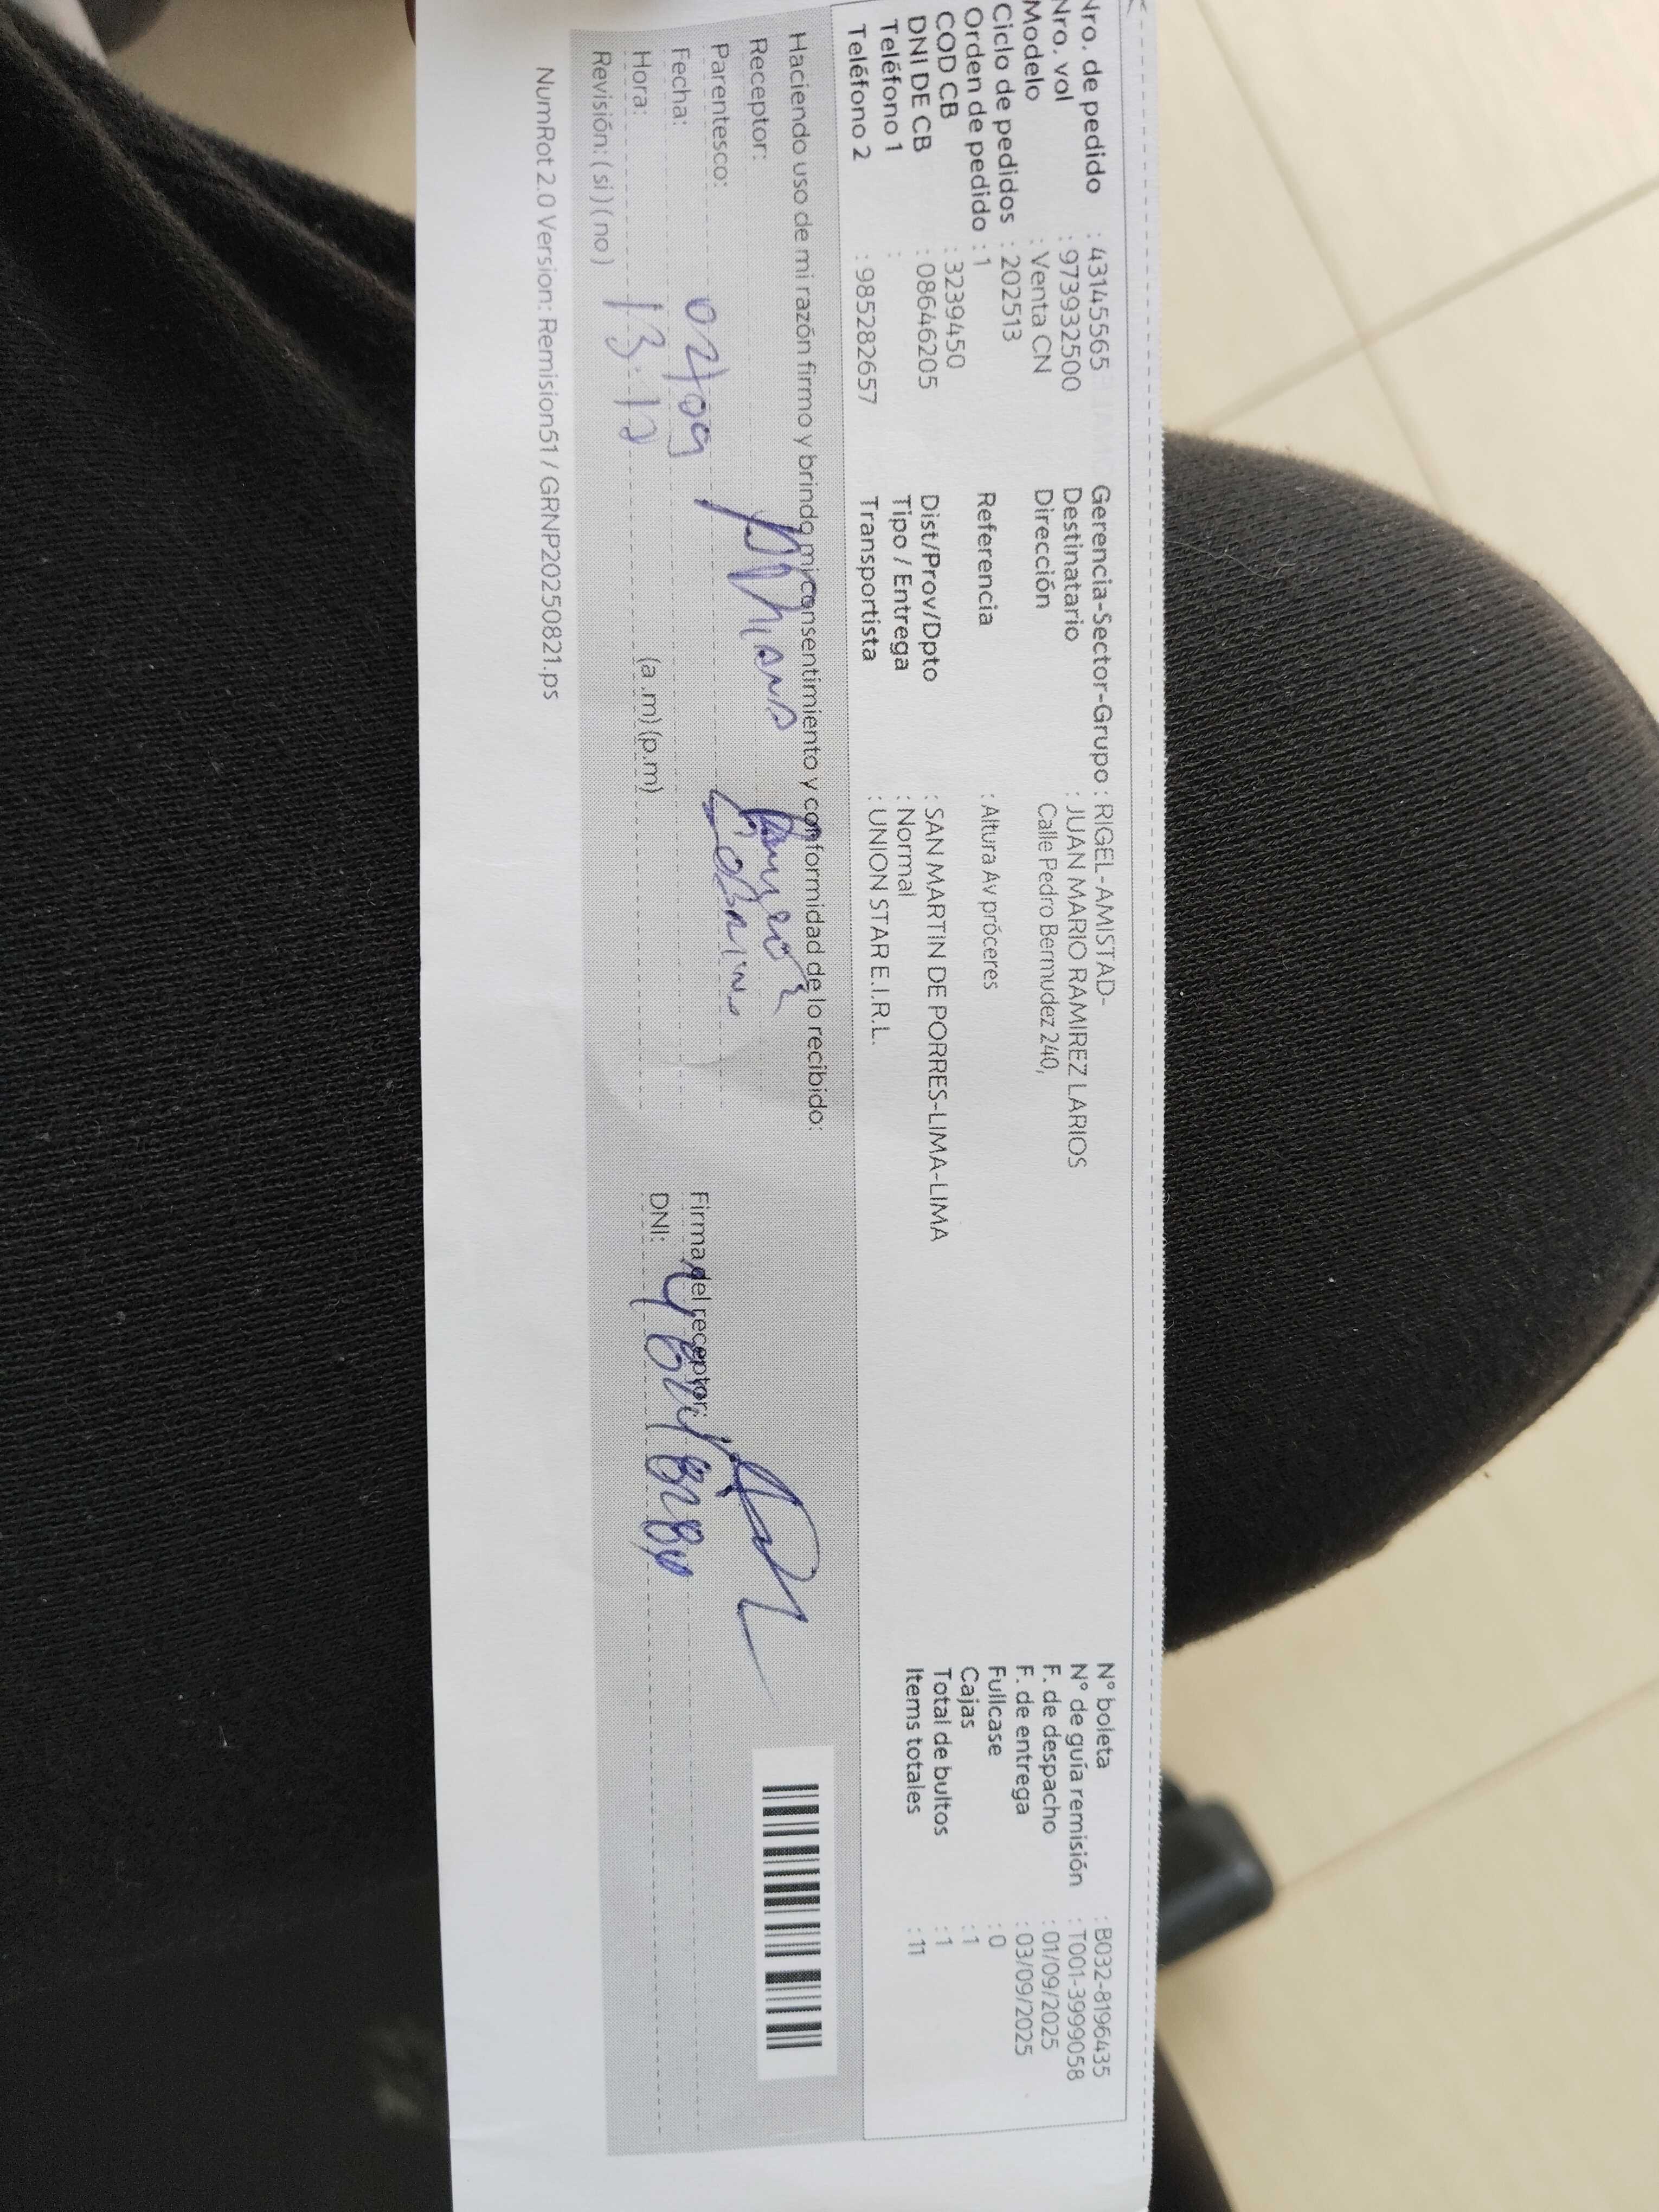 Nro. de pedido : 43145565
Nro. vol : 973932500
Modelo : Venta CN
Ciclo de pedidos : 202513
Orden de pedido : 1
COD CB : 3239450
DNI DE CB : 08646205
Teléfono 1 :
Teléfono 2 : 985282657
Gerencia-Sector-Grupo : RIGEL-AMISTAD-
Destinatario : JUAN MARIO RAMIREZ LARIOS
Dirección Calle Pedro Bermudez 240,
Referencia : Altura Av próceres
Dist/Prov/Dpto : SAN MARTIN DE PORRES-LIMA-LIMA
Tipo / Entrega : Normal
Transportista : UNION STAR E.I.R.L.
N° boleta : B032-8196435
N° de guía remisión : T001-3999058
F. de despacho : 01/09/2025
F. de entrega : 03/09/2025
Fullcase : 0
Cajas : 1
Total de bultos : 1
Items totales : 11
Haciendo uso de mi razón firmo y brindo mi consentimiento y conformidad de lo recibido:
Receptor:
Parentesco:
Fecha: 02/09
Hora: 13:12 (a .m) (p.m)
Revisión: ( si ) ( no )
Firma del receptor:
DNI:
NumRot 2.0 Version: Remision51 / GRNP20250821.ps